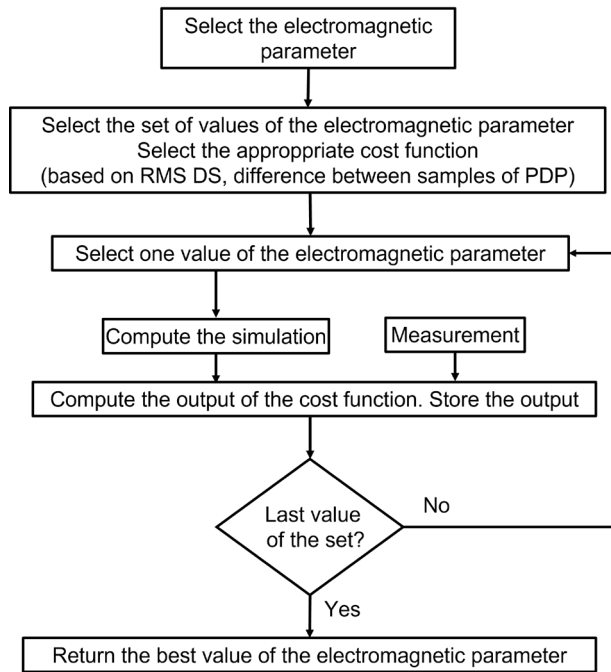 Select the electromagnetic
parameter
Select the set of values of the electromagnetic parameter
Select the approppriate cost function
(based on RMS DS, difference between samples of PDP)
Select one value of the electromagnetic parameter
Compute the simulation
Measurement
Compute the output of the cost function. Store the output
Last value
of the set?
No
Yes
Return the best value of the electromagnetic parameter